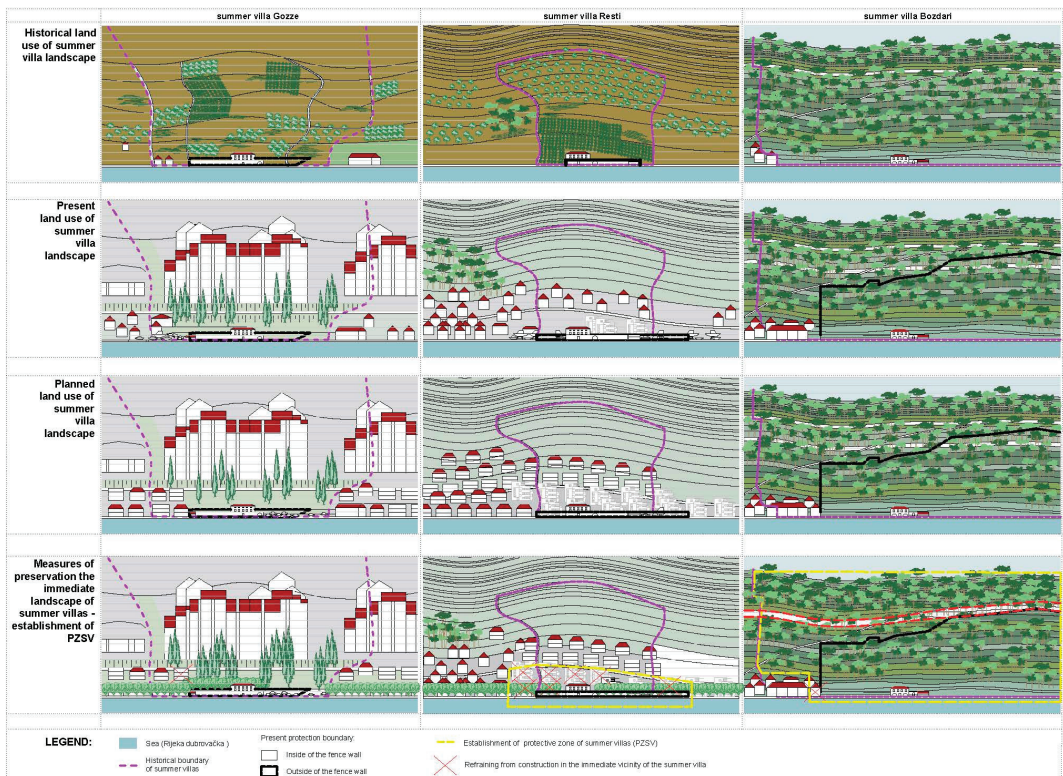 summer villa Gozze
summer villa Resti
summer villa Bozdari
Historical land
use of summer
villa landscape
Present
land use of
summer
villa
landscape
Planned
land use of
summer
villa
landscape
Measures of
preservation the
immediate
landscape of
summer villas -
establishment of
PZSV
LEGEND:
Sea (Rijeka dubrovačka )
Historical boundary
of summer villas
Present protection boundary:
Inside of the fence wall
Outside of the fence wall
Establishment of protective zone of summer villas (PZSV)
Refraining from construction in the immediate vicinity of the summer villa